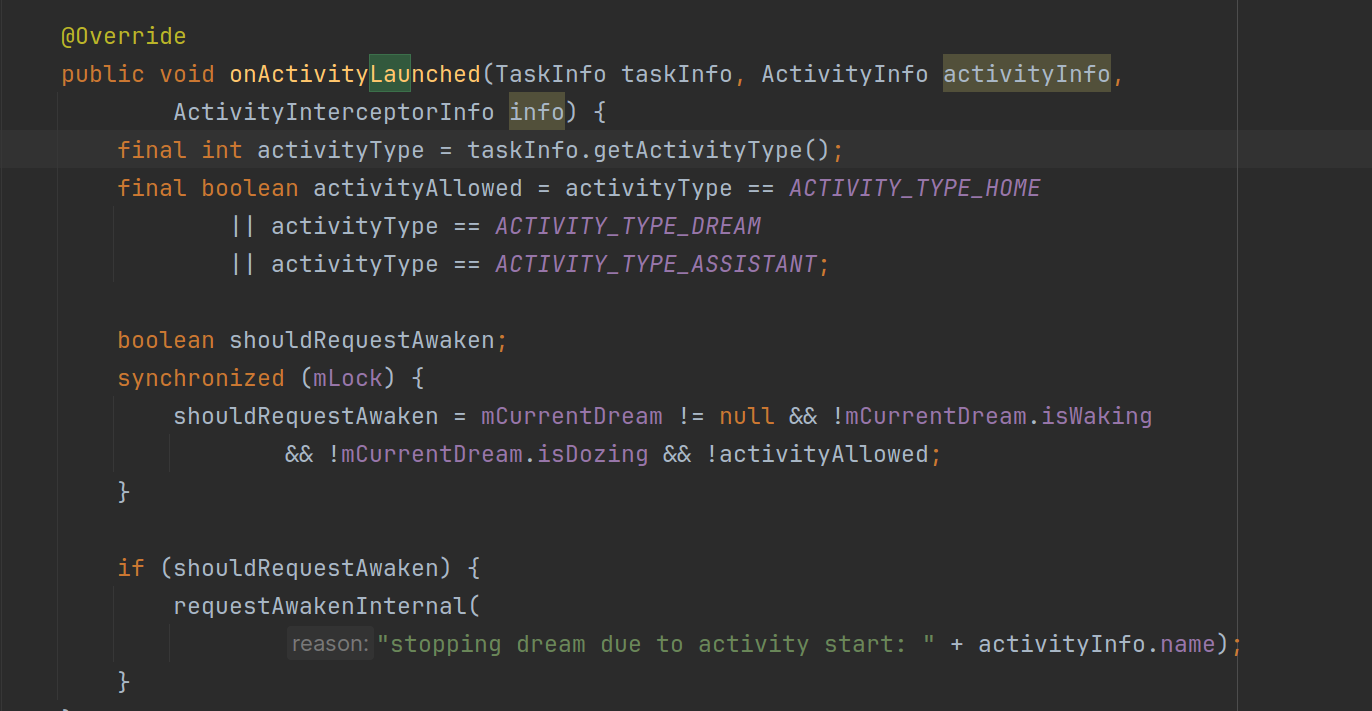 @Override
public void onActivityLaunched(TaskInfo taskInfo, ActivityInfo activityInfo,
ActivityInterceptorInfo info) {
final int activityType = taskInfo.getActivityType();
final boolean activityAllowed = activityType == ACTIVITY_TYPE_HOME
|| activityType == ACTIVITY_TYPE_DREAM
|| activityType == ACTIVITY_TYPE_ASSISTANT;
boolean shouldRequestAwaken;
synchronized (mLock) {
shouldRequestAwaken = mCurrentDream != null && !mCurrentDream.isWaking
&& !mCurrentDream.isDozing && !activityAllowed;
}
if (shouldRequestAwaken) {
requestAwakenInternal(
reason: "stopping dream due to activity start: " + activityInfo.name);
}